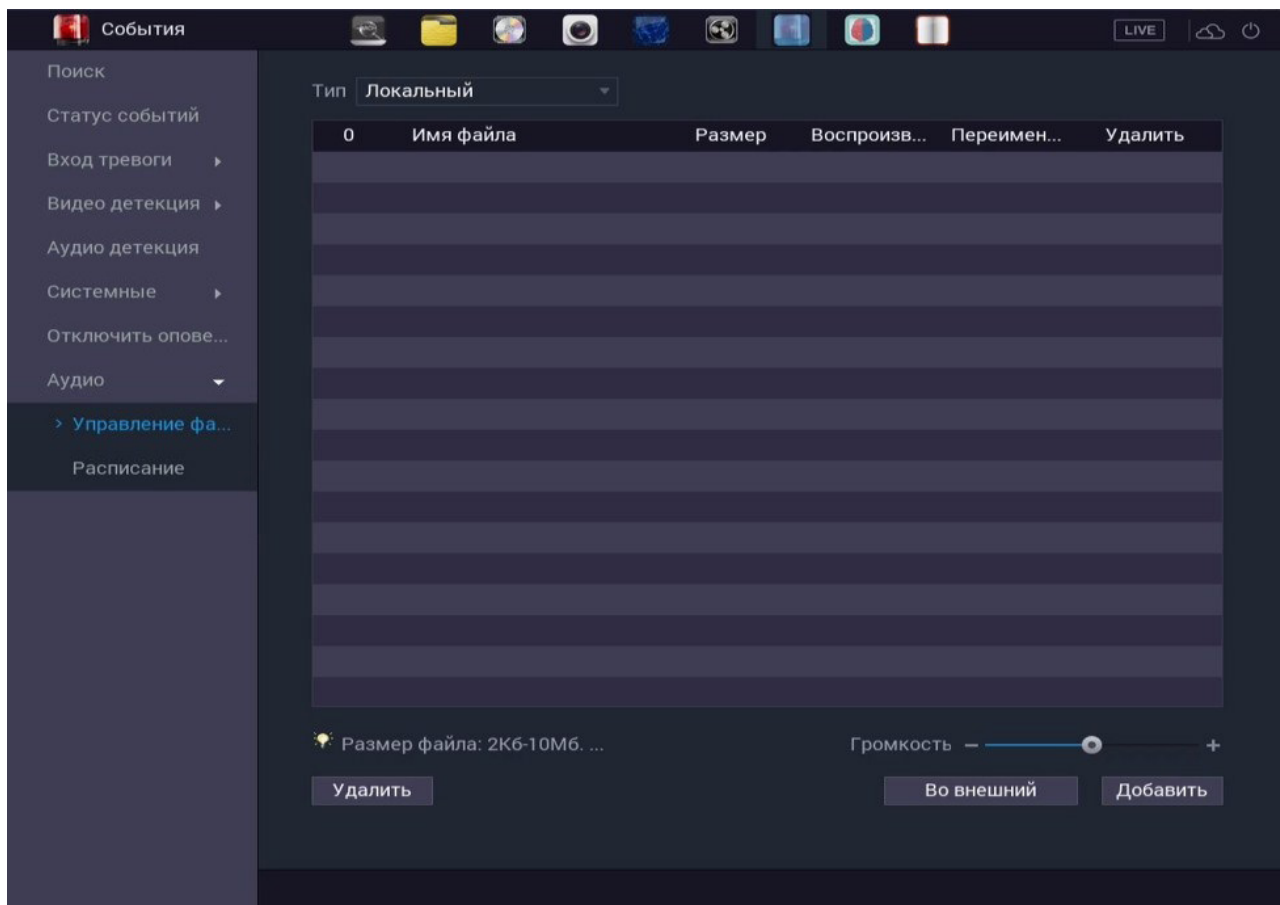 События LIVE
Поиск
Статус событий
Вход тревоги
Видео детекция
Аудио детекция
Системные
Отключить опове...
Аудио
> Управление фа...
Расписание
Тип Локальный
0 Имя файла Размер Воспроизв... Переимен... Удалить
Размер файла: 2Кб-10Мб. ...
Громкость − +
Удалить Во внешний Добавить